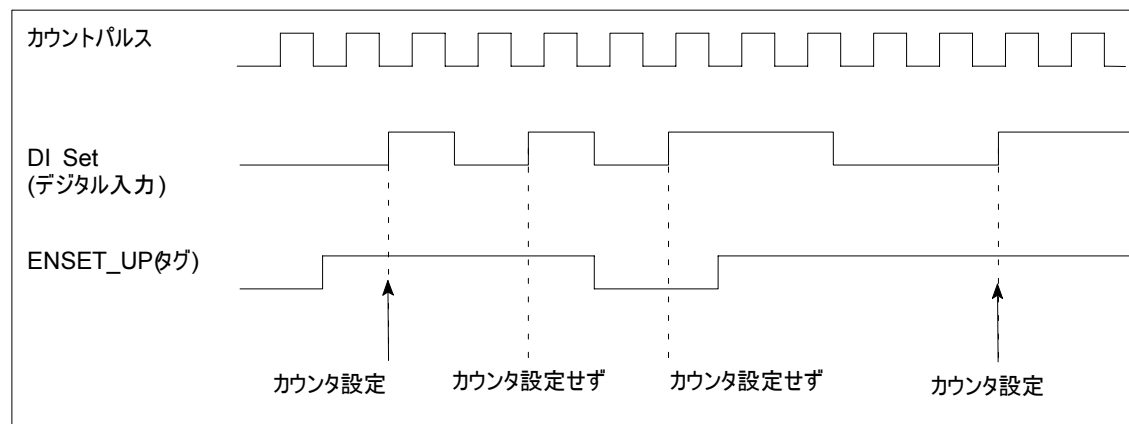 カウントパルス
DI Set
(デジタル入力)
ENSET_UP(タグ)
カウンタ設定
カウンタ設定せず
カウンタ設定せず
カウンタ設定